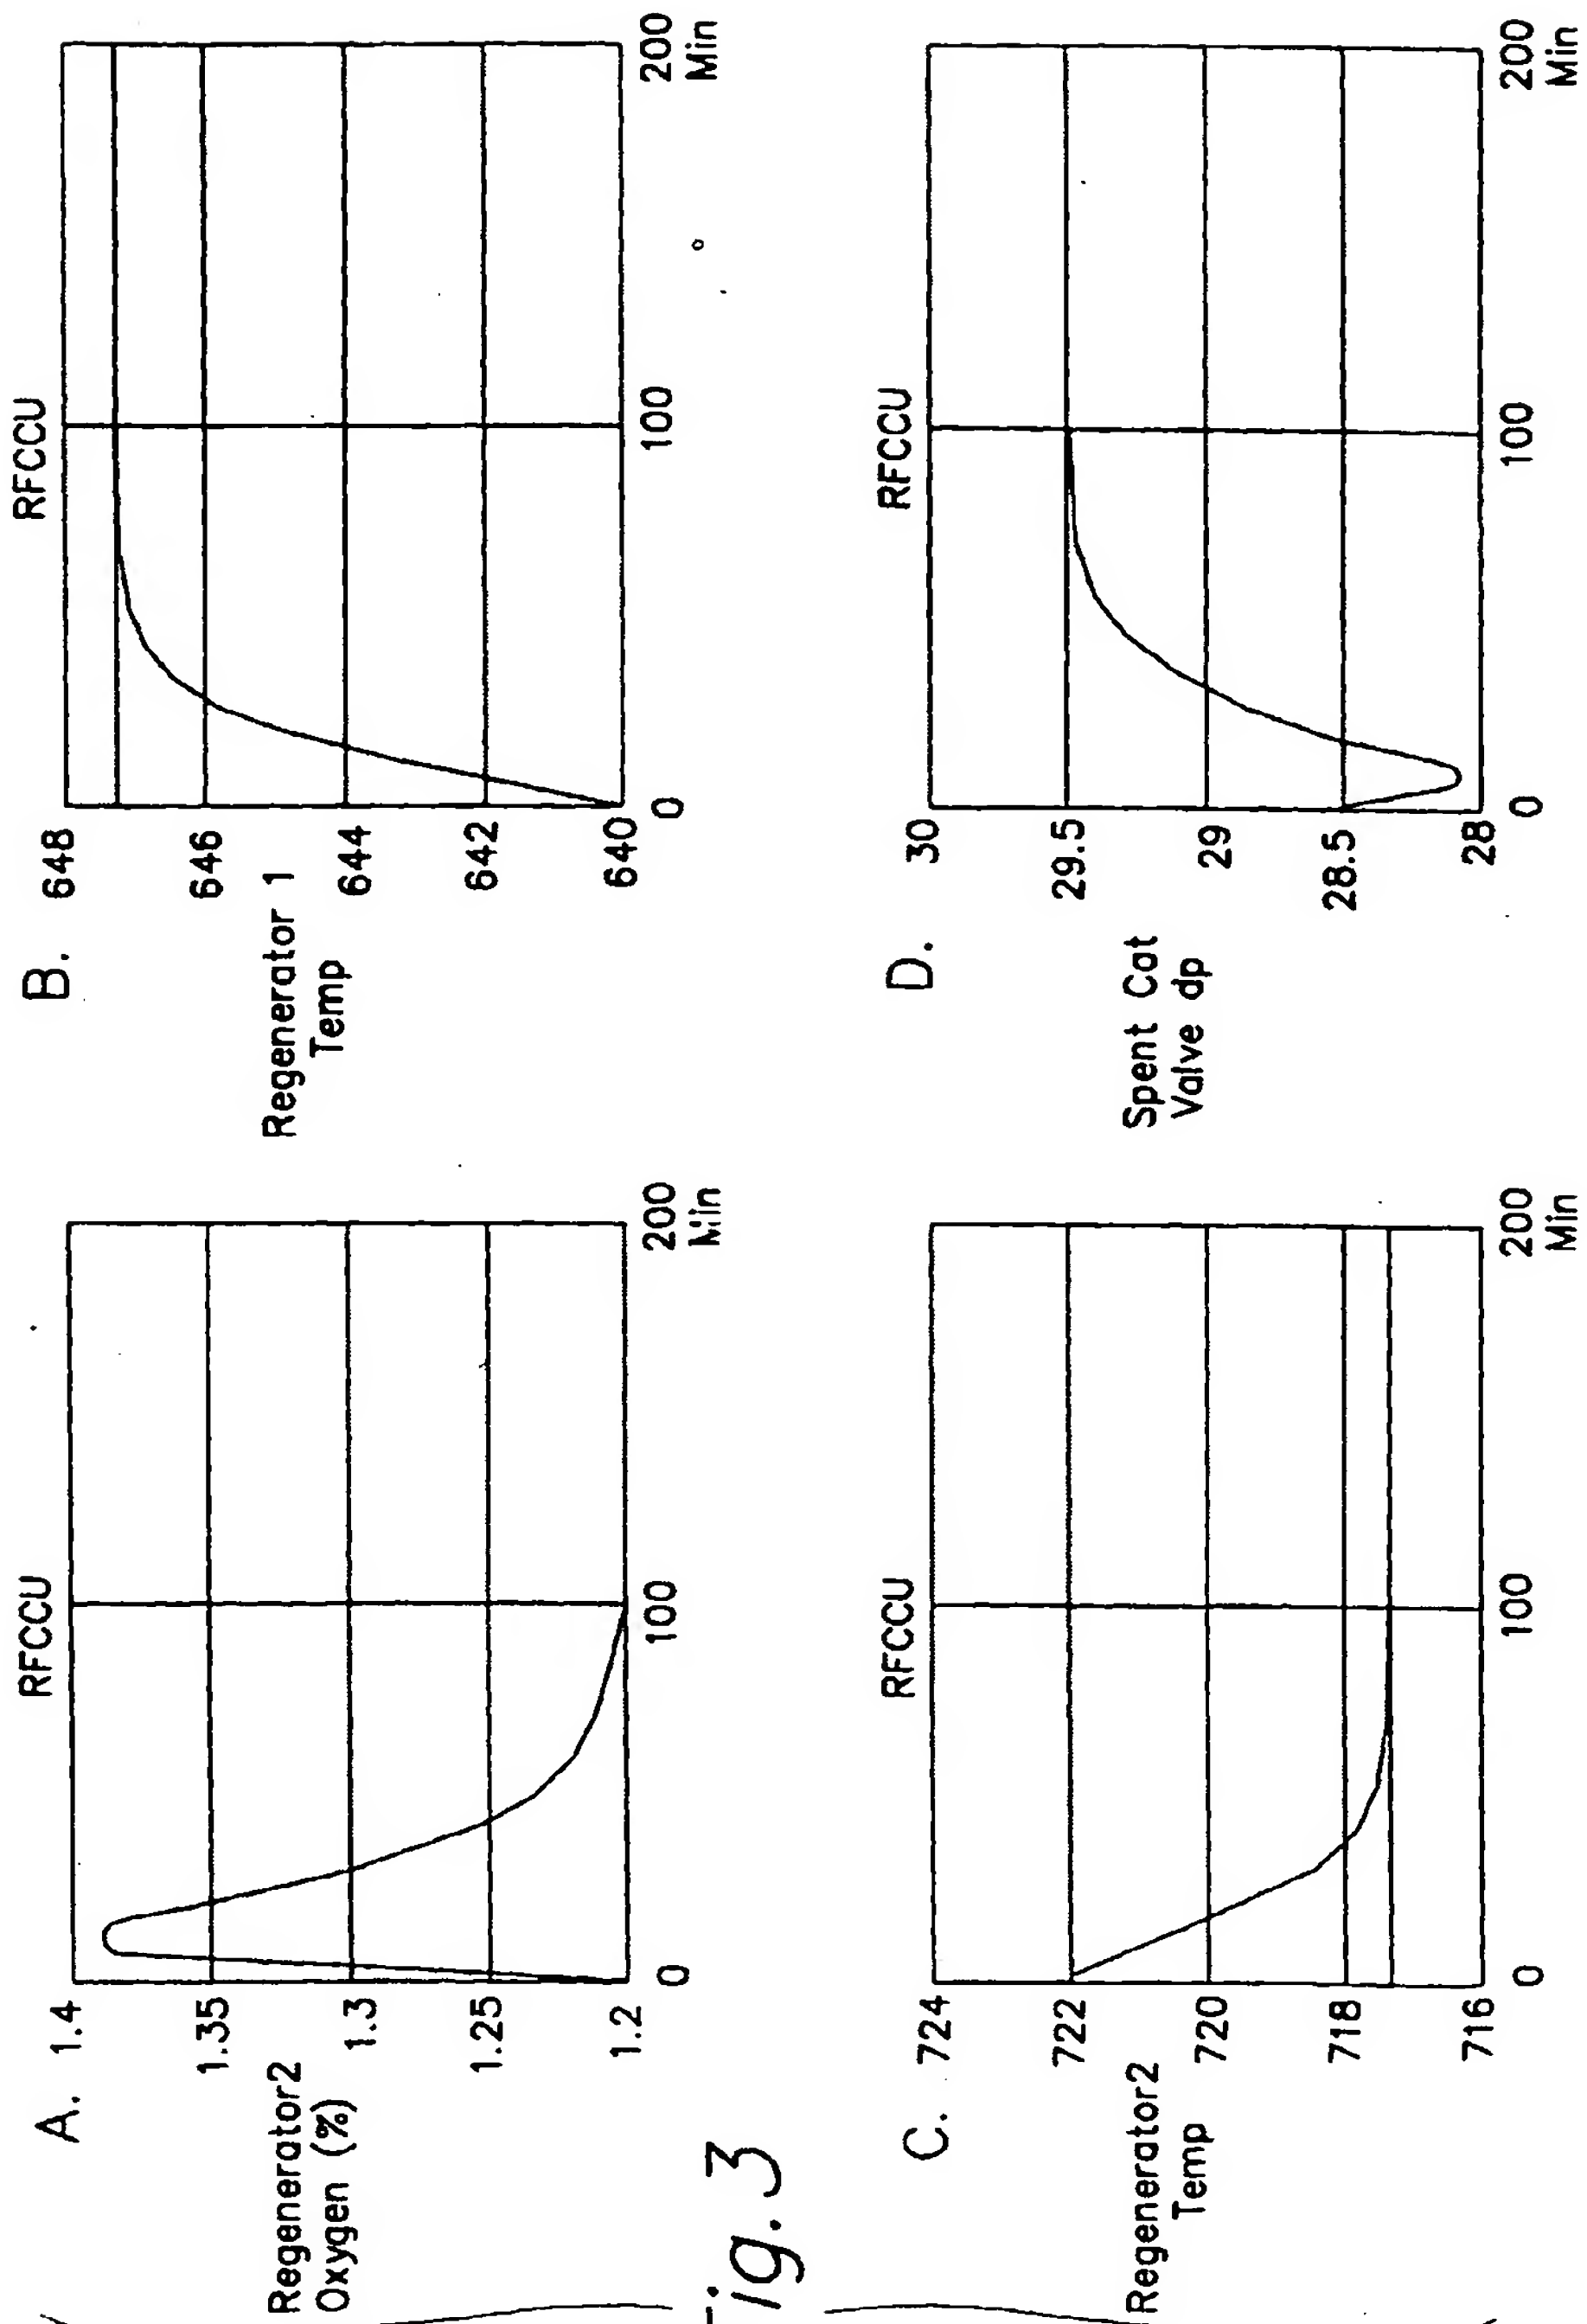 A.
RFCCU
1.4
1.35
1.3
1.25
1.2
Regenerator2
Oxygen (%)
0
100
200
Min
B.
RFCCU
648
646
644
642
640
Regenerator 1
Temp
0
100
200
Min
C.
RFCCU
724
722
720
718
716
Regenerator2
Temp
0
100
200
Min
D.
RFCCU
30
29.5
29
28.5
28
Spent Cat
Valve dp
0
100
200
Min
Fig. 3